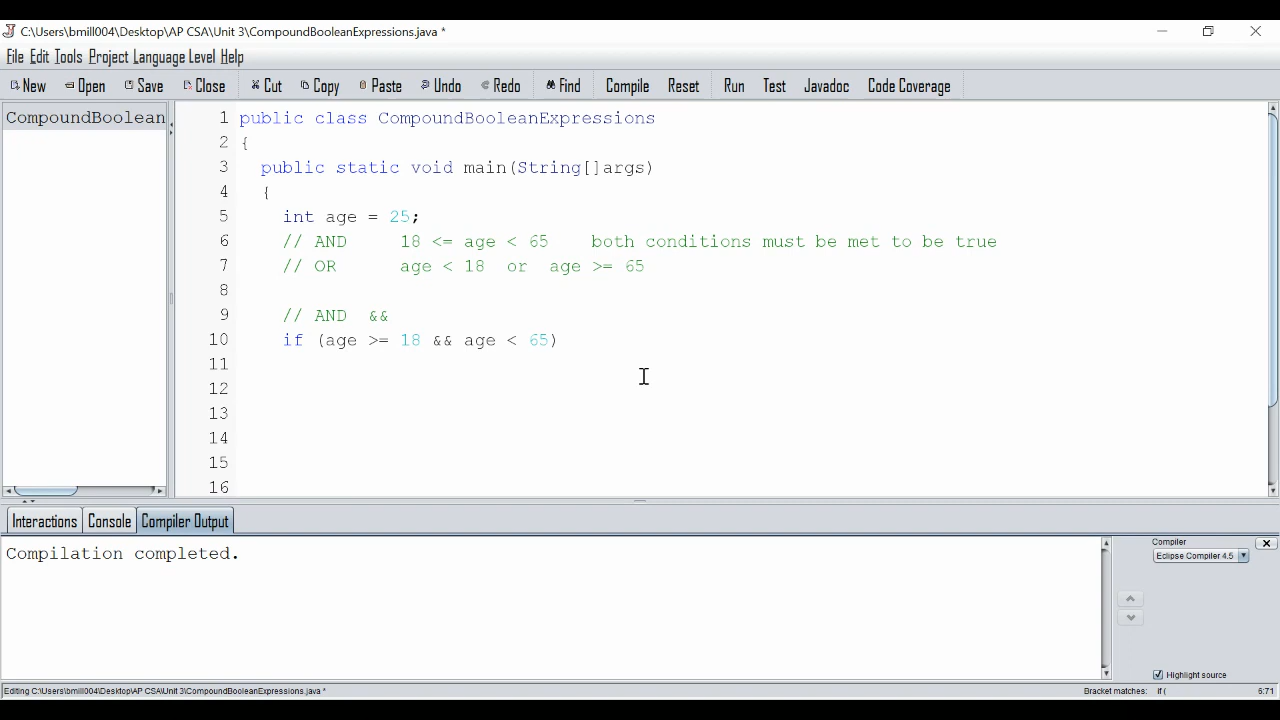 C:\Users\bmill004\Desktop\AP CSA\Unit 3\CompoundBooleanExpressions.java *
File Edit Tools Project Language Level Help
New Open Save Close Cut Copy Paste Undo Redo Find Compile Reset Run Test Javadoc Code Coverage
CompoundBoolean
1 public class CompoundBooleanExpressions
2 {
3 public static void main(String[]args)
4 {
5 int age = 25;
6 // AND 18 <= age < 65 both conditions must be met to be true
7 // OR age < 18 or age >= 65
8
9 // AND &&
10 if (age >= 18 && age < 65)
11
12
13
14
15
16
Interactions Console Compiler Output
Compilation completed.
Compiler
Eclipse Compiler 4.5
Highlight source
Editing C:\Users\bmill004\Desktop\AP CSA\Unit 3\CompoundBooleanExpressions.java * Bracket matches: if ( 6:71